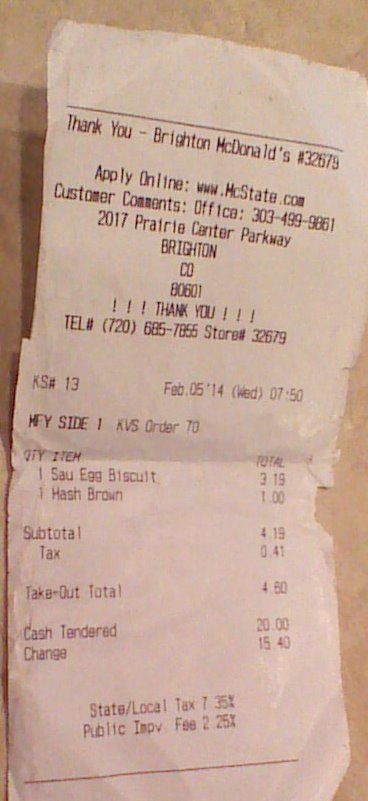 Thank You - Brighton McDonald's #32679
Apply Online: www.McState.com
Customer Comments: Office: 303-499-9861
2017 Prairie Center Parkway
BRIGHTON
CO
80601
! ! ! THANK YOU ! ! !
TEL# (720) 685-7855 Store# 32679
KS# 13 Feb.05'14 (Wed) 07:50
MFY SIDE 1 KVS Order 70
QTY ITEM TOTAL
1 Sau Egg Biscuit 3.19
1 Hash Brown 1.00
Subtotal 4.19
Tax 0.41
Take-Out Total 4.60
Cash Tendered 20.00
Change 15.40
State/Local Tax 7.35%
Public Impv Fee 2.25%